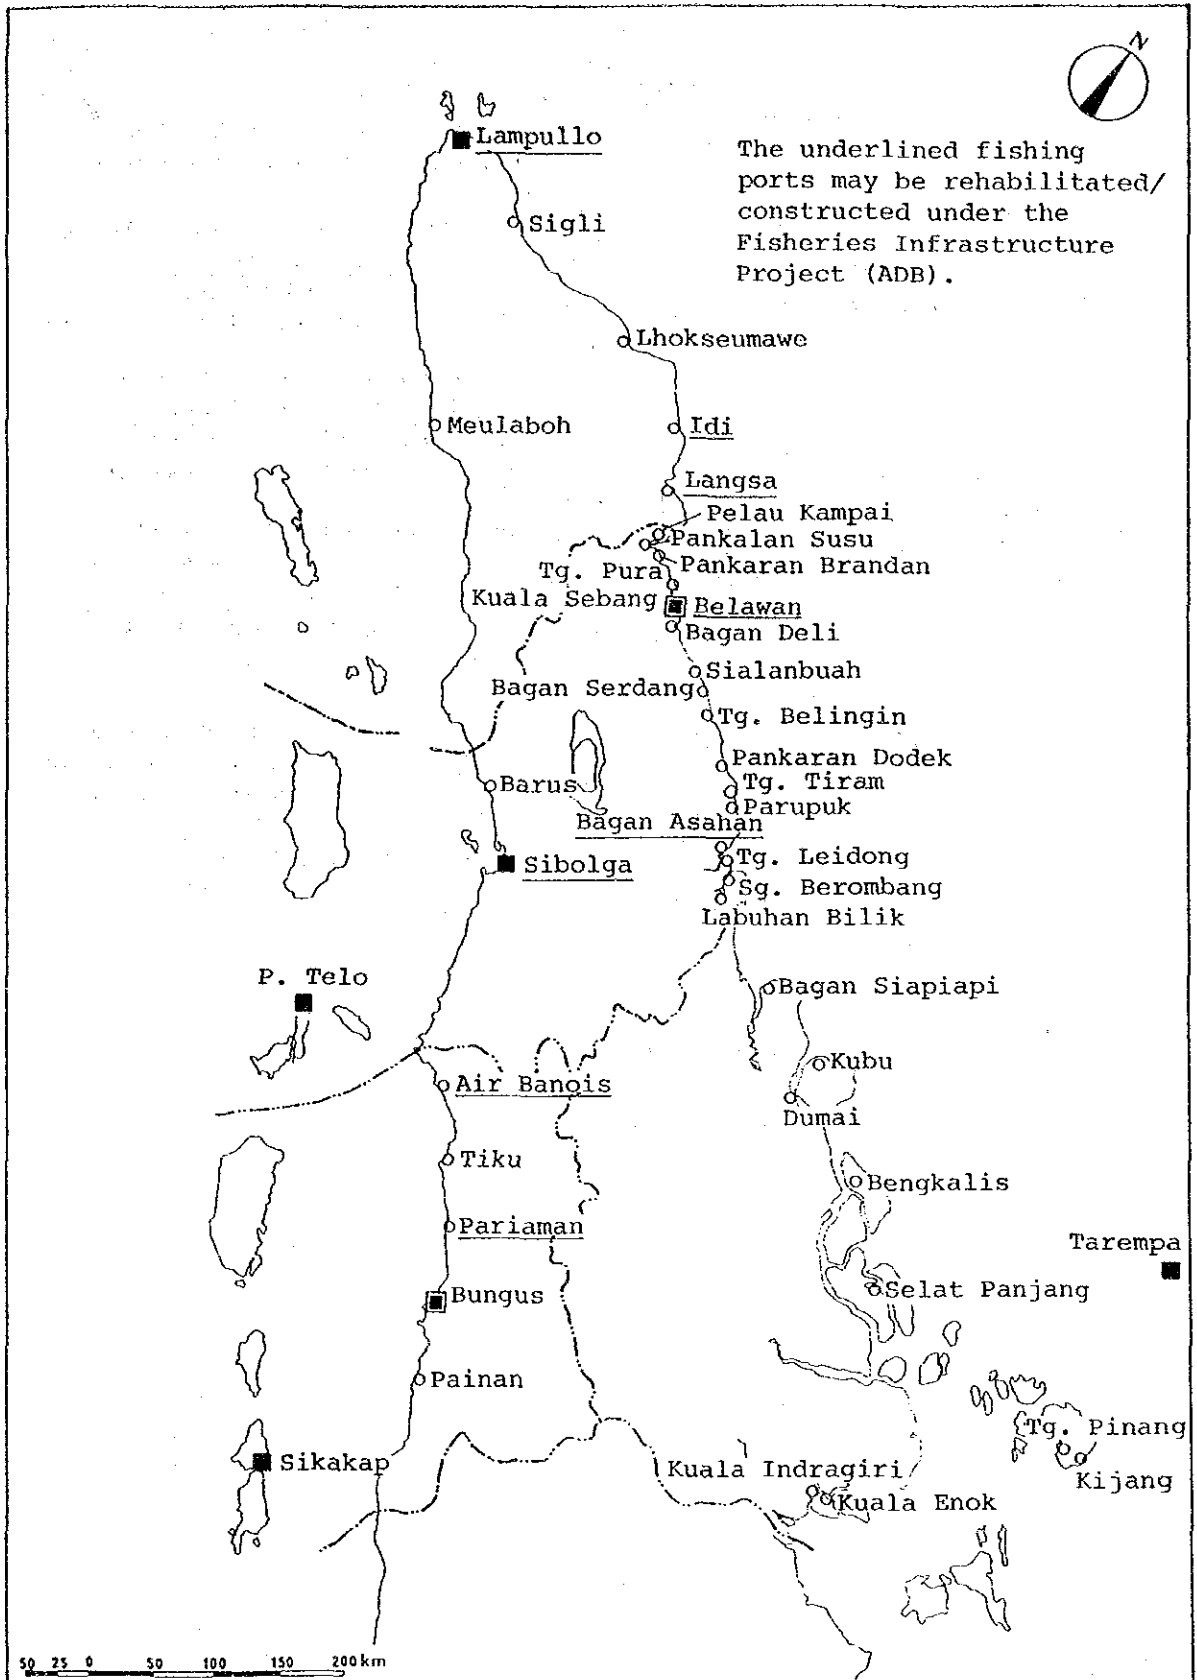 N
Lampullo
The underlined fishing
ports may be rehabilitated/
constructed under the
Fisheries Infrastructure
Project (ADB).
Sigli
Lhokseumawe
Meulaboh
Idi
Langsa
Pelau Kampai
Pankalan Susu
Pankaran Brandan
Tg. Pura
Kuala Sebang
Belawan
Bagan Deli
Sialanbuah
Bagan Serdang
Tg. Belingin
Pankaran Dodek
Barus
Tg. Tiram
Parupuk
Bagan Asahan
Tg. Leidong
Sibolga
Sg. Berombang
Labuhan Bilik
P. Telo
Bagan Siapiapi
Kubu
Air Bangis
Dumai
Tiku
Bengkalis
Pariaman
Tarempa
Bungus
Selat Panjang
Painan
Tg. Pinang
Sikakap
Kuala Indragiri
Kijang
Kuala Enok
50 25 0 50 100 150 200 km